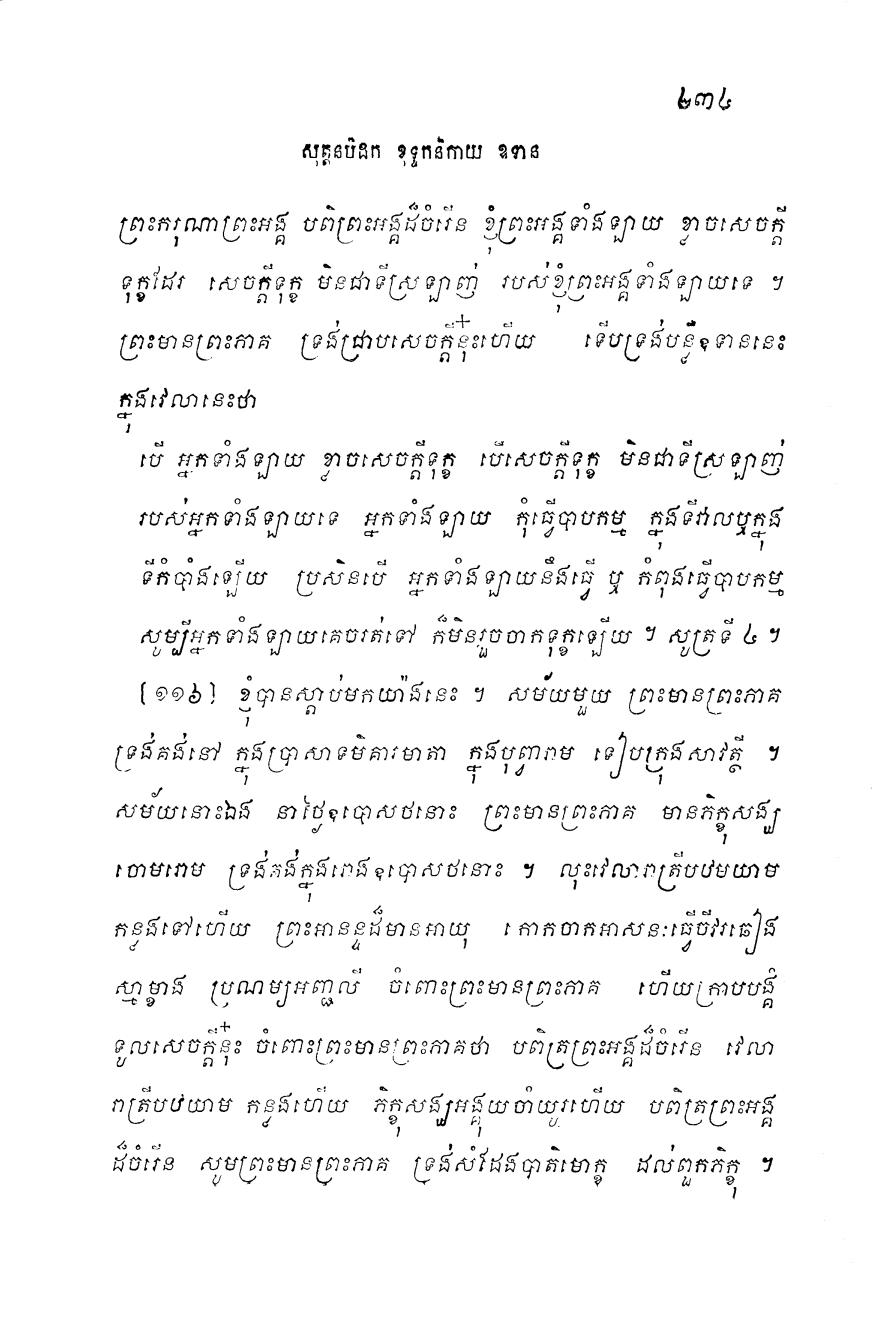 ២៣៤
សុត្តន្តបិដក ខុទ្ទកនិកាយ ឧទាន
ព្រះករុណាព្រះអង្គ បពិត្រព្រះអង្គដ៏ចំរើន ខ្ញុំព្រះអង្គទាំងឡាយ ខ្លាចសេចក្តី
ទុក្ខដែរ សេចក្តីទុក្ខ មិនជាទីស្រឡាញ់ របស់ខ្ញុំព្រះអង្គទាំងឡាយទេ ។
ព្រះមានព្រះភាគ ទ្រង់ជ្រាបសេចក្តីនុ៎ះហើយ ទើបទ្រង់បន្លឺឧទាននេះ
ក្នុងវេលានេះថា
បើ អ្នកទាំងឡាយ ខ្លាចសេចក្តីទុក្ខ បើសេចក្តីទុក្ខ មិនជាទីស្រឡាញ់
របស់អ្នកទាំងឡាយទេ អ្នកទាំងឡាយ កុំធ្វើបាបកម្ម ក្នុងទីវាលឬក្នុង
ទីកំបាំងឡើយ ប្រសិនបើ អ្នកទាំងឡាយនឹងធ្វើ ឬ កំពុងធ្វើបាបកម្ម
សូម្បីអ្នកទាំងឡាយគេចរត់ទៅ ក៏មិនរួចចាកទុក្ខឡើយ ។ សូត្រទី ៤ ។
[១១៦] ខ្ញុំបានស្តាប់មកយ៉ាងនេះ ។ សម័យមួយ ព្រះមានព្រះភាគ
ទ្រង់គង់នៅ ក្នុងប្រាសាទមិគារមាតា ក្នុងបុព្វារាម ទៀបក្រុងសាវត្ថី ។
សម័យនោះឯង នាថ្ងៃឧបោសថនោះ ព្រះមានព្រះភាគ មានភិក្ខុសង្ឃ
ចោមរោម ទ្រង់គង់ក្នុងរោងឧបោសថនោះ ។ លុះវេលារាត្រីបឋមយាម
កន្លងទៅហើយ ព្រះអានន្ទដ៏មានអាយុ ក្រោកចាកអាសនៈធ្វើចីវរឆៀង
ស្មាម្ខាង ប្រណម្យអញ្ជលី ចំពោះព្រះមានព្រះភាគ ហើយក្រាបបង្គំ
ទូលសេចក្តីនុ៎ះ ចំពោះព្រះមានព្រះភាគថា បពិត្រព្រះអង្គដ៏ចំរើន វេលា
រាត្រីបឋយាម កន្លងហើយ ភិក្ខុសង្ឃអង្គុយចាំយូរហើយ បពិត្រព្រះអង្គ
ដ៏ចំរើន សូមព្រះមានព្រះភាគ ទ្រង់សំដែងបាតិមោក្ខ ដល់ពួកភិក្ខុ ។